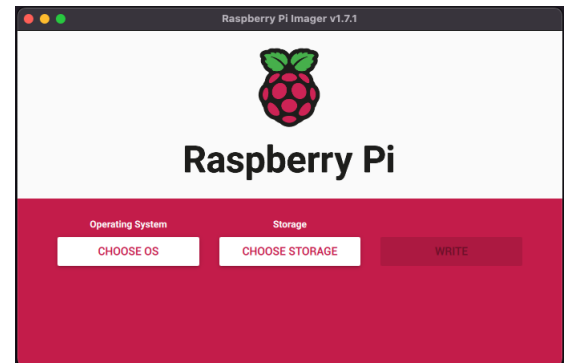 Raspberry Pi Imager v1.7.1
Raspberry Pi
Operating System
Storage
CHOOSE OS
CHOOSE STORAGE
WRITE